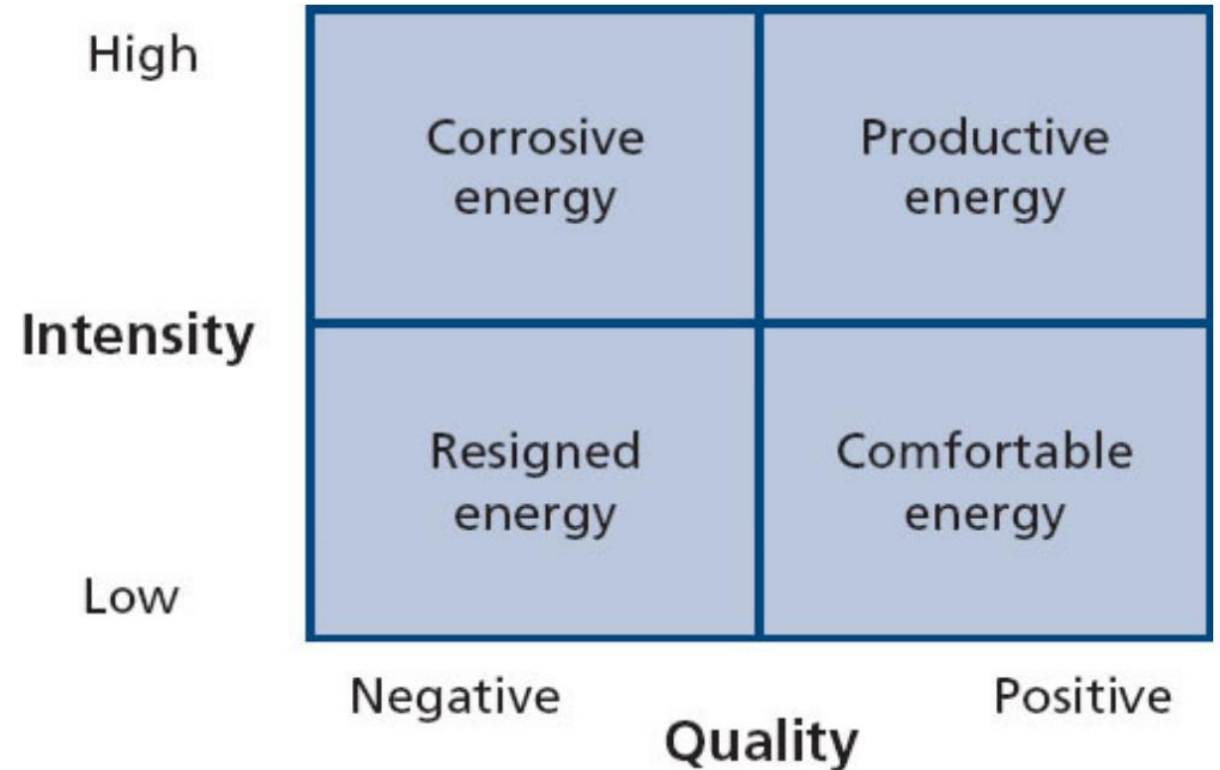 High
Corrosive
energy
Productive
energy
Intensity
Resigned
energy
Comfortable
energy
Low
Negative
Positive
Quality